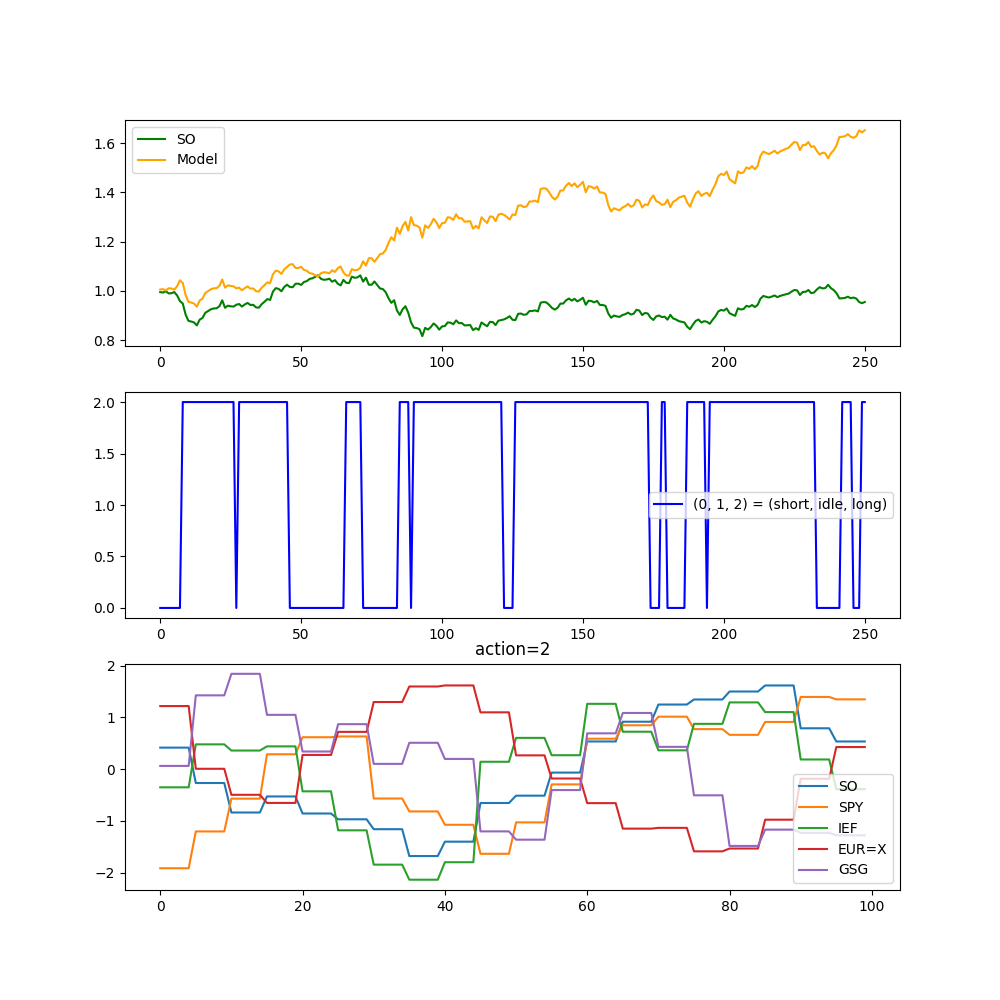 SO
Model
1.6
1.4
1.2
1.0
0.8
0 50 100 150 200 250
2.0
1.5
1.0
0.5
0.0
(0, 1, 2) = (short, idle, long)
0 50 100 150 200 250
action=2
2
1
0
−1
−2
SO
SPY
IEF
EUR=X
GSG
0 20 40 60 80 100